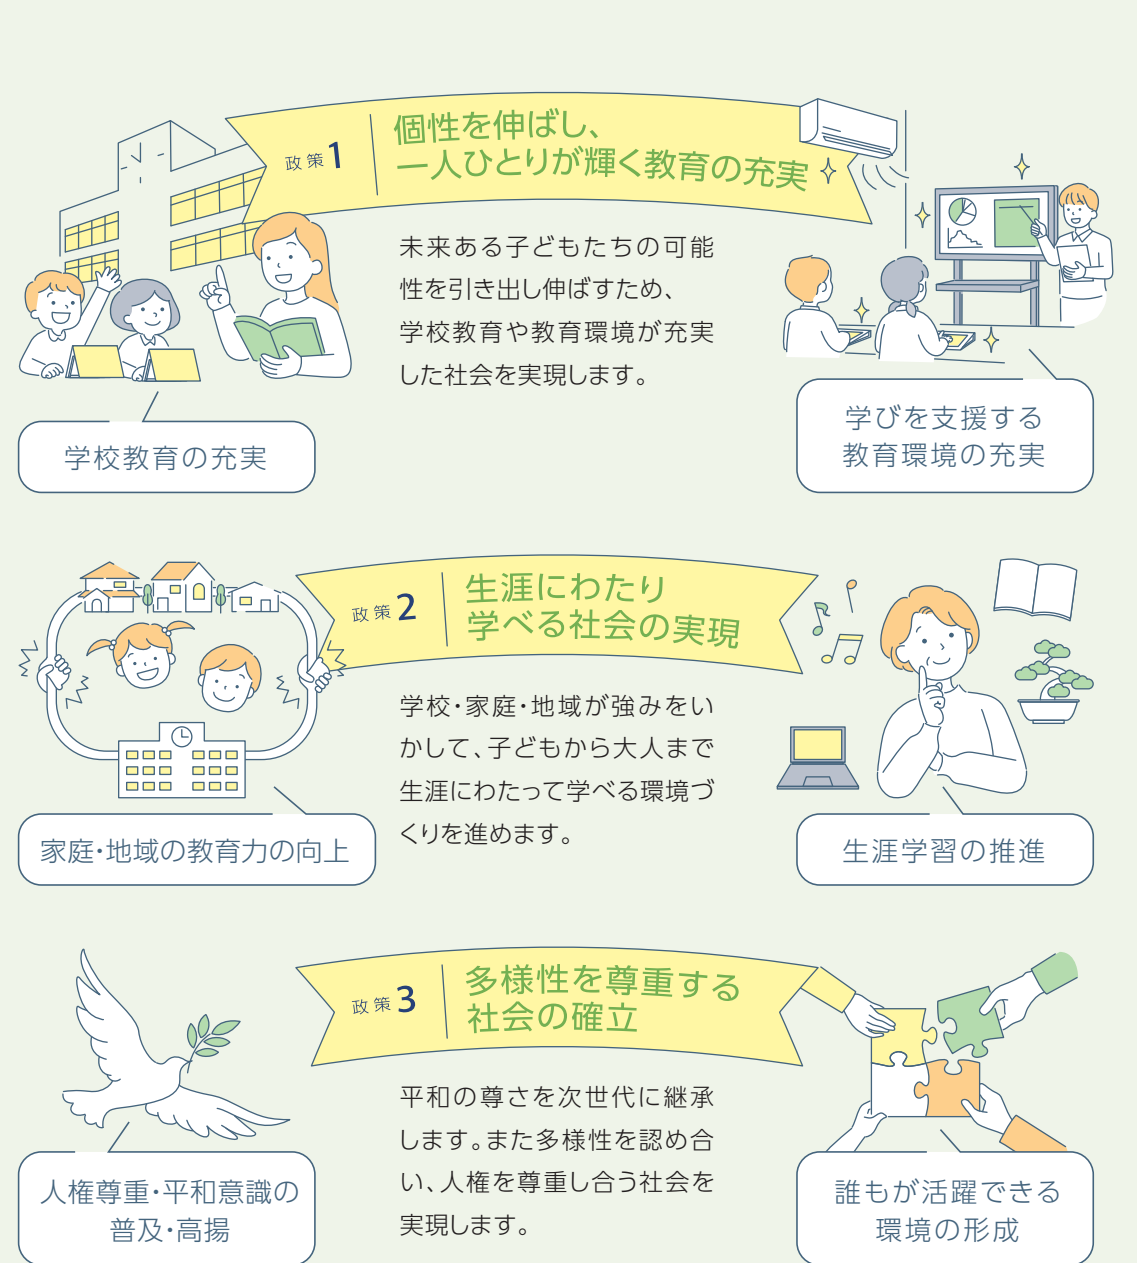 政策1
個性を伸ばし、
一人ひとりが輝く教育の充実
未来ある子どもたちの可能
性を引き出し伸ばすため、
学校教育や教育環境が充実
した社会を実現します。
学校教育の充実
学びを支援する
教育環境の充実
政策2
生涯にわたり
学べる社会の実現
学校・家庭・地域が強みをい
かして、子どもから大人まで
生涯にわたって学べる環境づ
くりを進めます。
家庭・地域の教育力の向上
生涯学習の推進
政策3
多様性を尊重する
社会の確立
平和の尊さを次世代に継承
します。また多様性を認め合
い、人権を尊重し合う社会を
実現します。
人権尊重・平和意識の
普及・高揚
誰もが活躍できる
環境の形成